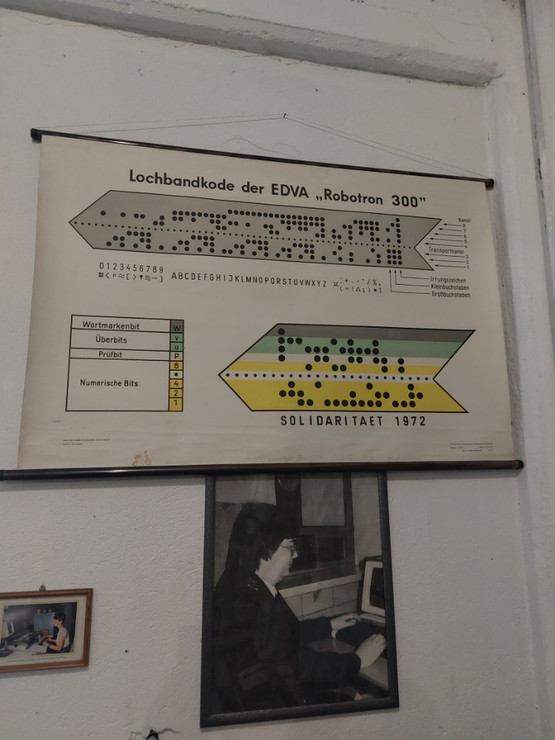 Lochbandkode der EDVA „Robotron 300”
Kanal
Transportkanal
Irrungszeichen
Kleinbuchstaben
Großbuchstaben
0123456789
ABCDEFGHIJKLMNOPQRSTUVWXYZ
Wortmarkenbit W
Überbits V
U
Prüfbit P
8
Numerische Bits 4
2
1
SOLIDARITAET 1972